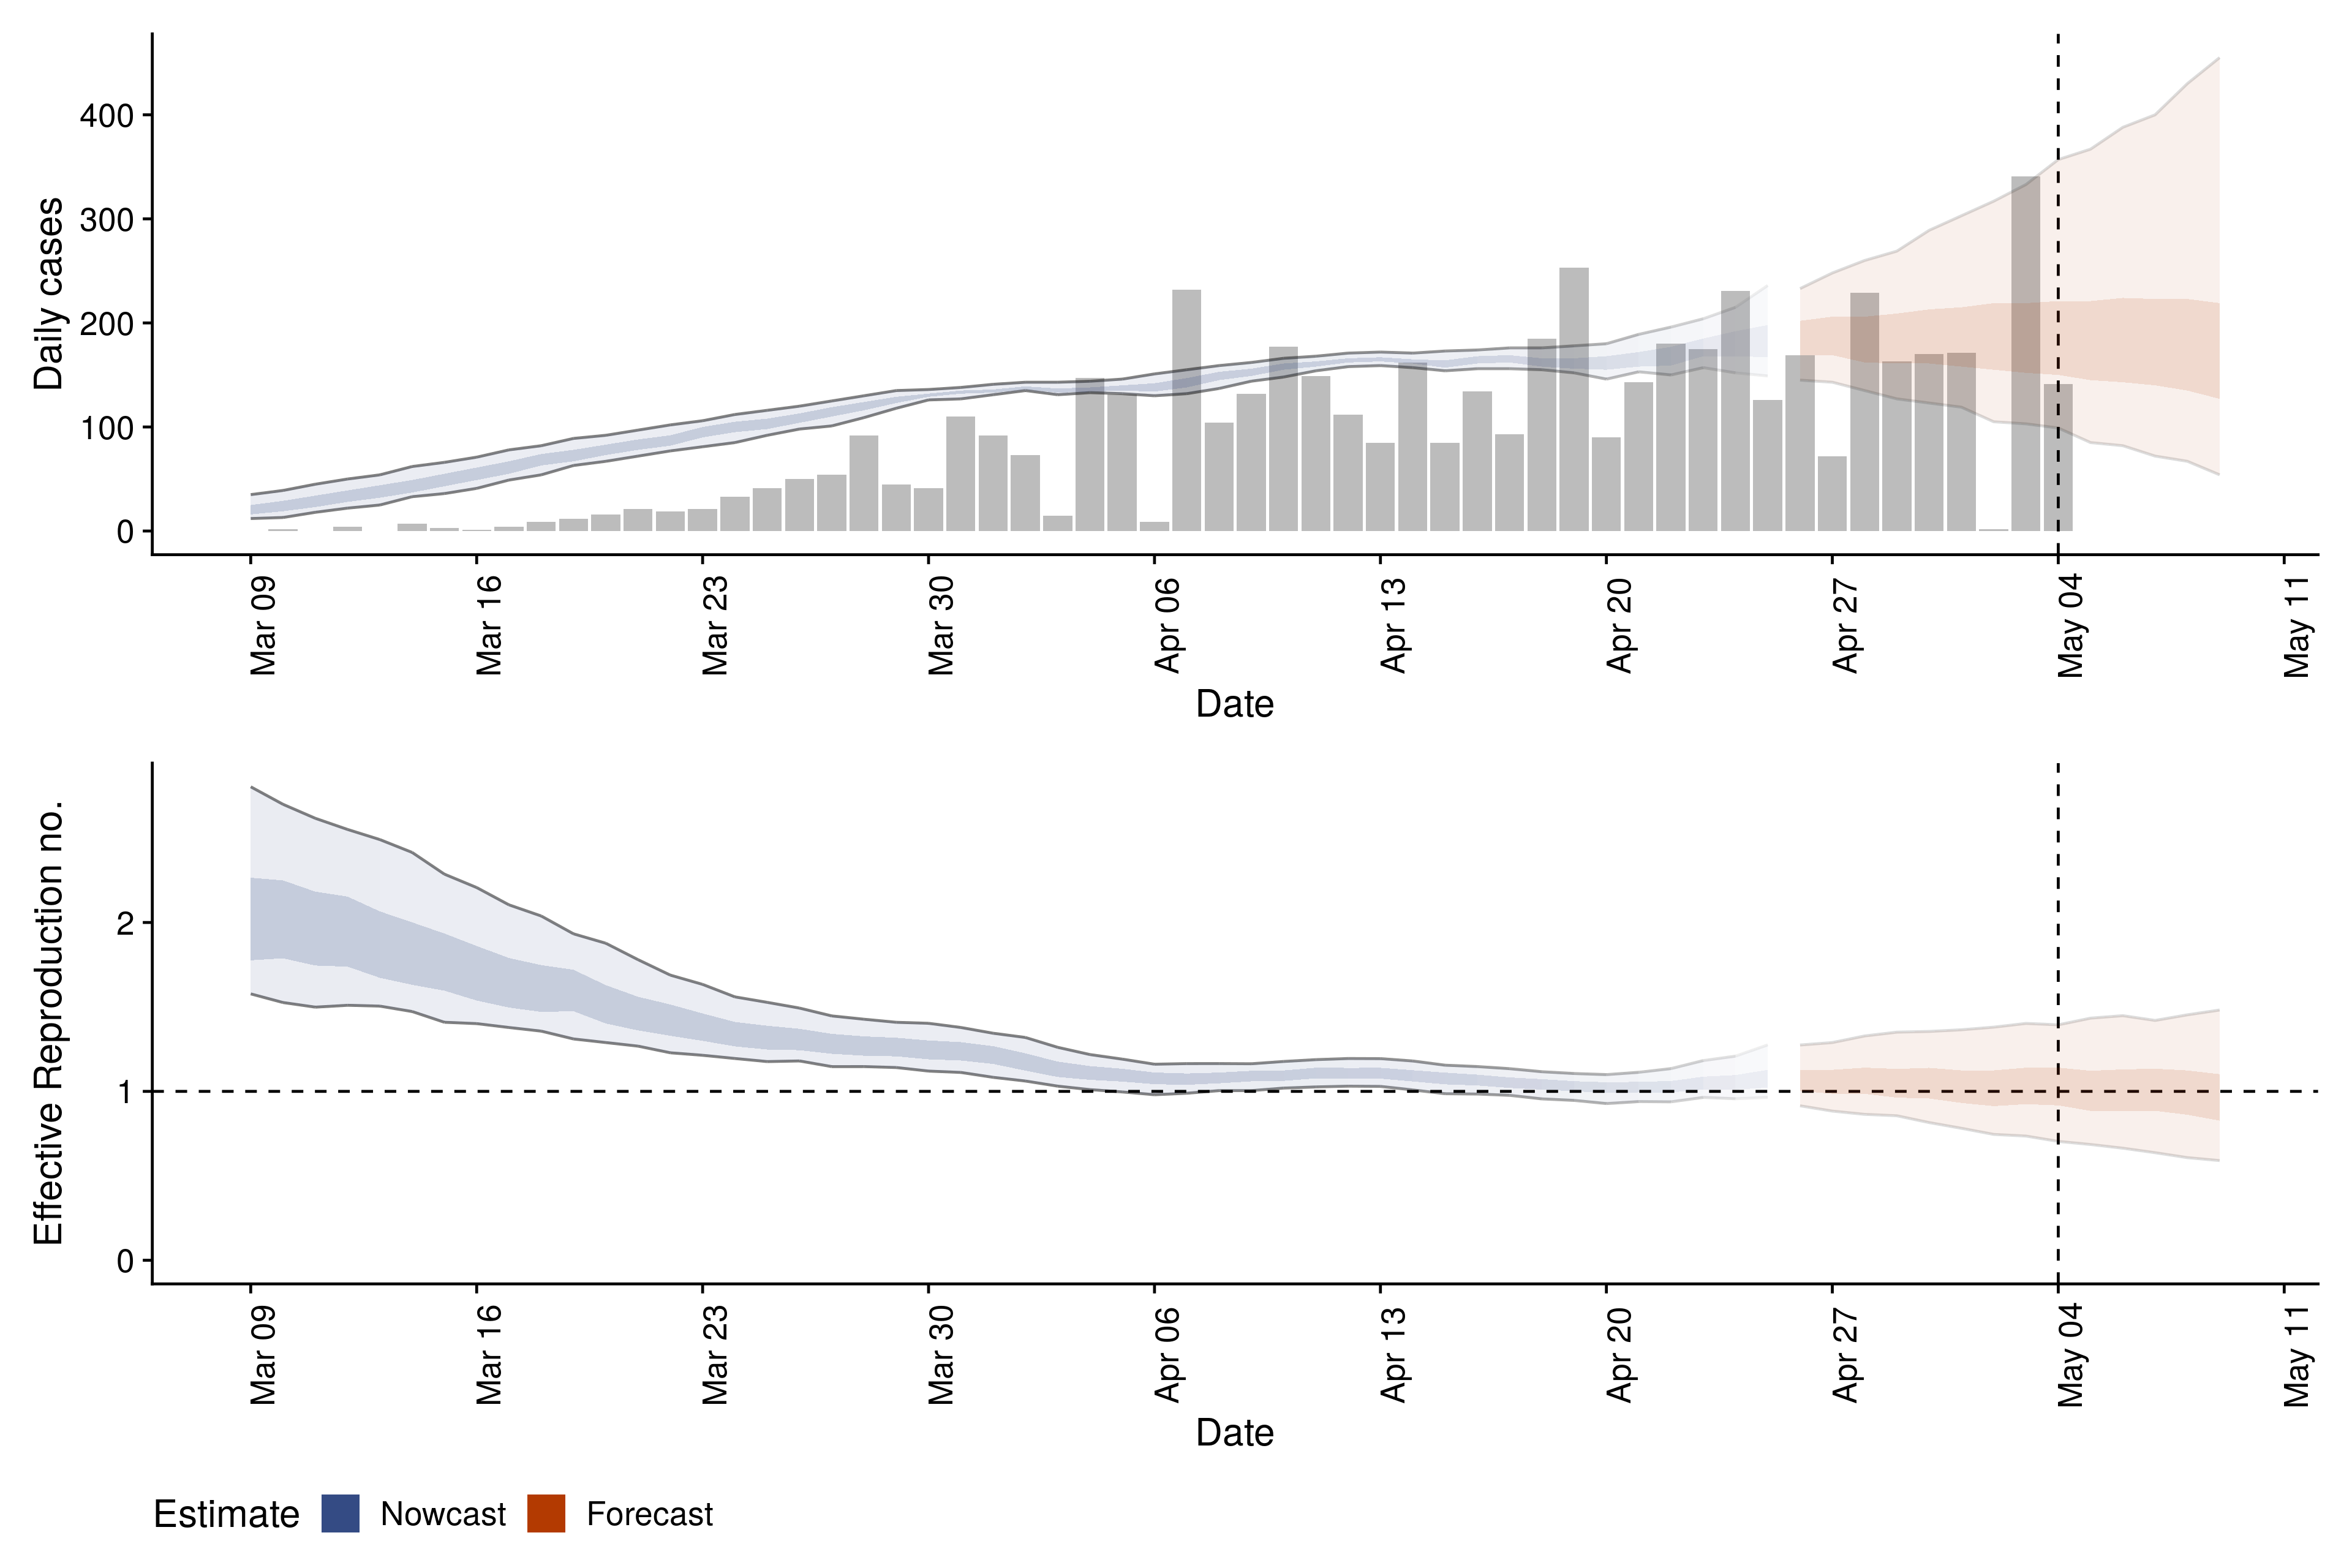 Daily cases
400
300
200
100
0
Mar 09 Mar 16 Mar 23 Mar 30 Apr 06 Apr 13 Apr 20 Apr 27 May 04 May 11
Date
Effective Reproduction no.
2
1
0
Mar 09 Mar 16 Mar 23 Mar 30 Apr 06 Apr 13 Apr 20 Apr 27 May 04 May 11
Date
Estimate Nowcast Forecast